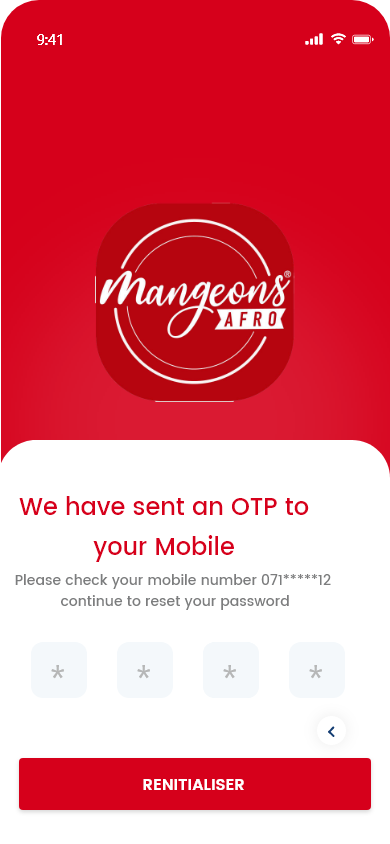 9:41
Mangeons®
AFRO
We have sent an OTP to
your Mobile
Please check your mobile number 071*****12
continue to reset your password
* * * *
RENITIALISER